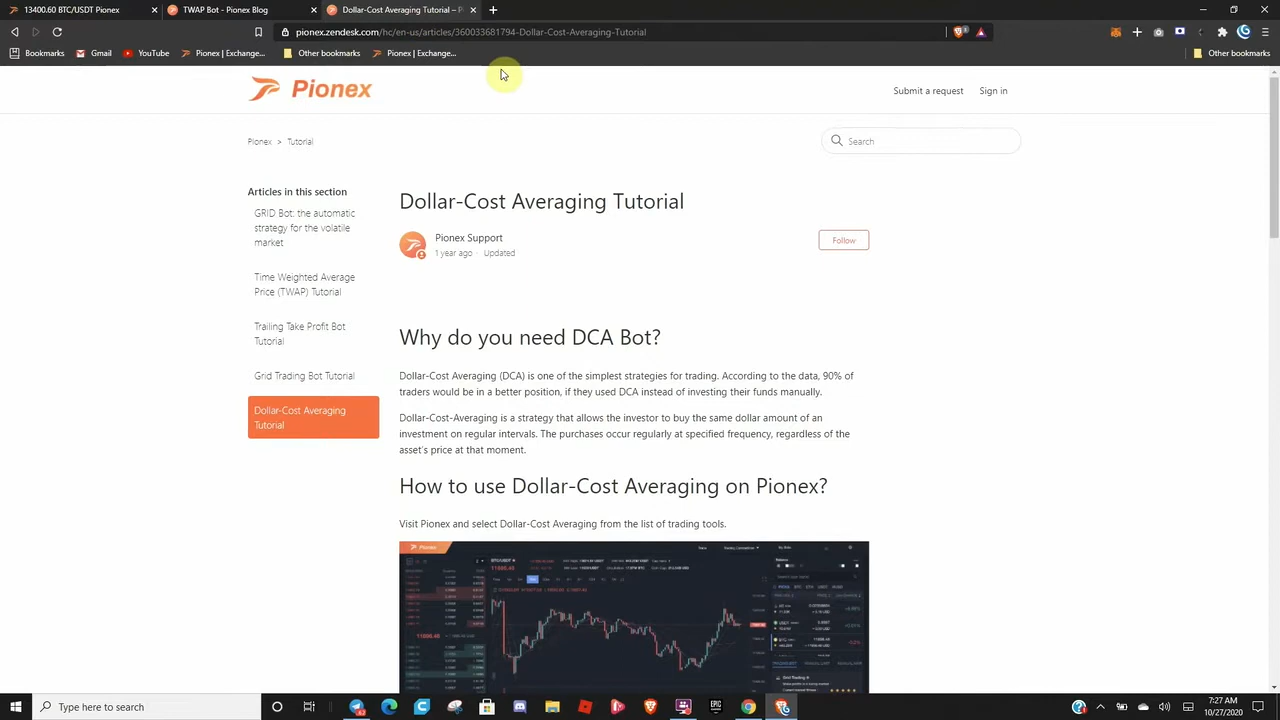 13400.60 BTC/USDT Pionex
TWAP Bot - Pionex Blog
Dollar-Cost Averaging Tutorial – P
pionex.zendesk.com/hc/en-us/articles/360033681794-Dollar-Cost-Averaging-Tutorial
Bookmarks
Gmail
YouTube
Pionex | Exchange...
Other bookmarks
Pionex | Exchange...
Other bookmarks
Pionex
Submit a request
Sign in
Pionex > Tutorial
Search
Articles in this section
GRID Bot: the automatic
strategy for the volatile
market
Time Weighted Average
Price (TWAP) Tutorial
Trailing Take Profit Bot
Tutorial
Grid Trading Bot Tutorial
Dollar-Cost Averaging
Tutorial
Dollar-Cost Averaging Tutorial
Pionex Support
1 year ago · Updated
Follow
Why do you need DCA Bot?
Dollar-Cost Averaging (DCA) is one of the simplest strategies for trading. According to the data, 90% of
traders would be in a better position, if they used DCA instead of investing their funds manually.
Dollar-Cost-Averaging is a strategy that allows the investor to buy the same dollar amount of an
investment on regular intervals. The purchases occur regularly at specified frequency, regardless of the
asset's price at that moment.
How to use Dollar-Cost Averaging on Pionex?
Visit Pionex and select Dollar-Cost Averaging from the list of trading tools.
Pionex
BTC/USDT
Grid Trading
7:27 AM
10/27/2020